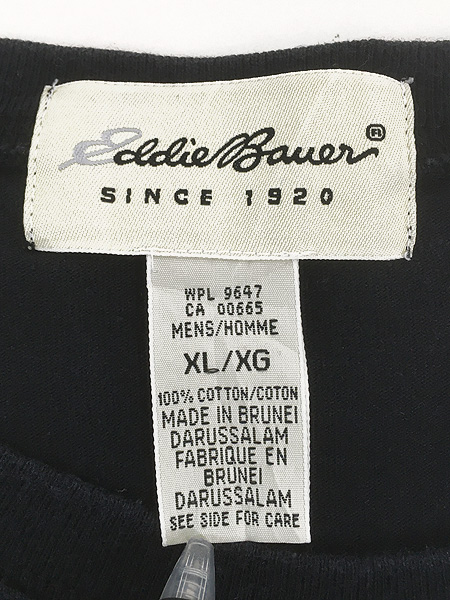 Eddie Bauer ®
SINCE 1920
WPL 9647
CA 00665
MENS/HOMME
XL/XG
100% COTTON/COTON
MADE IN BRUNEI
DARUSSALAM
FABRIQUE EN
BRUNEI
DARUSSALAM
SEE SIDE FOR CARE